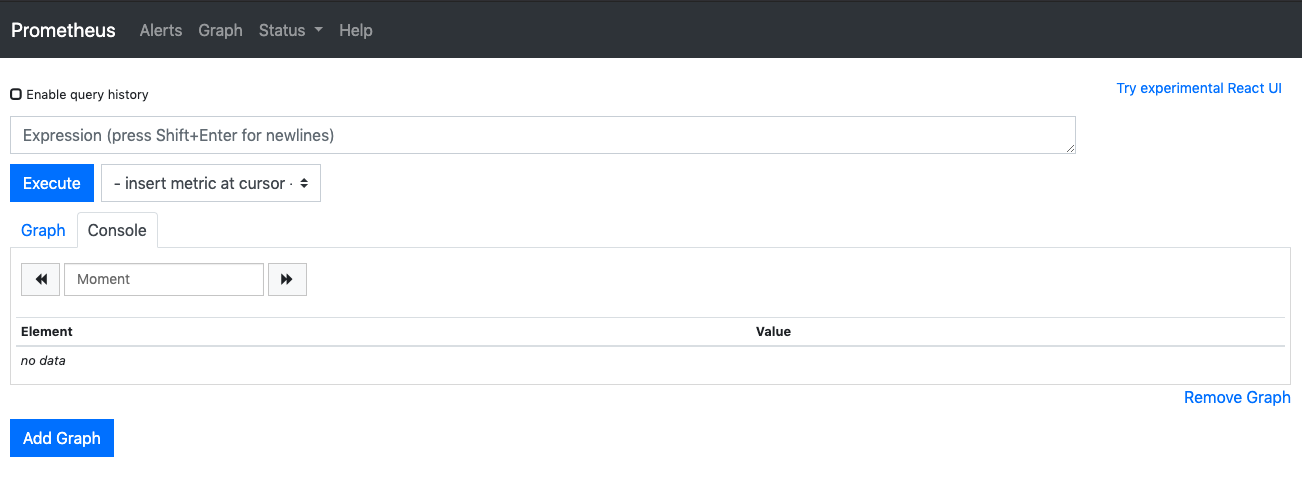 Prometheus Alerts Graph Status Help
Enable query history
Try experimental React UI
Expression (press Shift+Enter for newlines)
Execute - insert metric at cursor -
Graph Console
Moment
Element Value
no data
Remove Graph
Add Graph